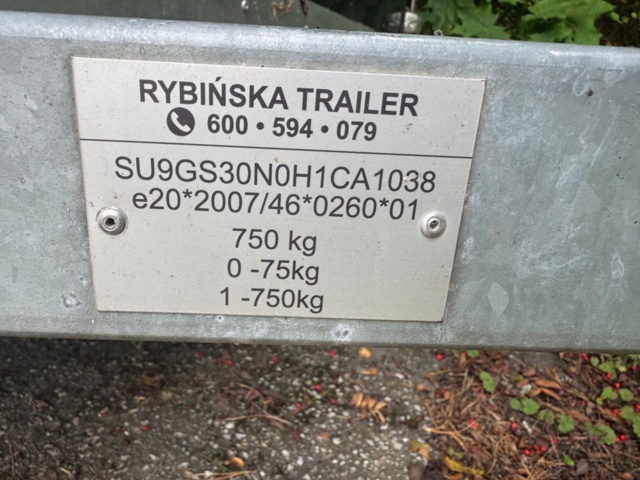 RYBIŃSKA TRAILER
600 • 594 • 079
SU9GS30N0H1CA1038
e20*2007/46*0260*01
750 kg
0 -75kg
1 -750kg